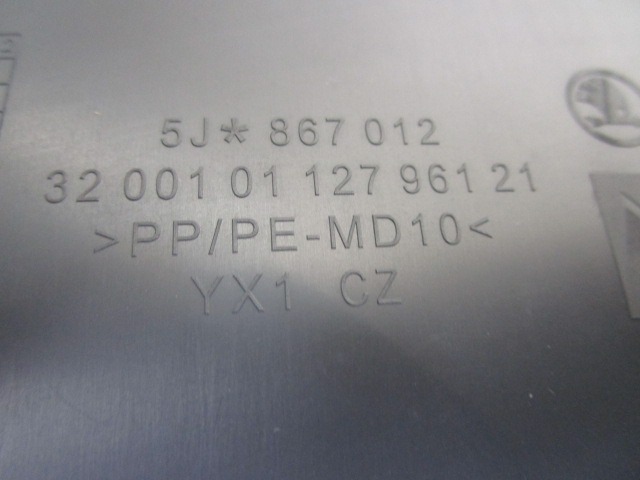 5J* 867 012
32 001 01 127 961 21
>PP/PE-MD10<
YX1 CZ